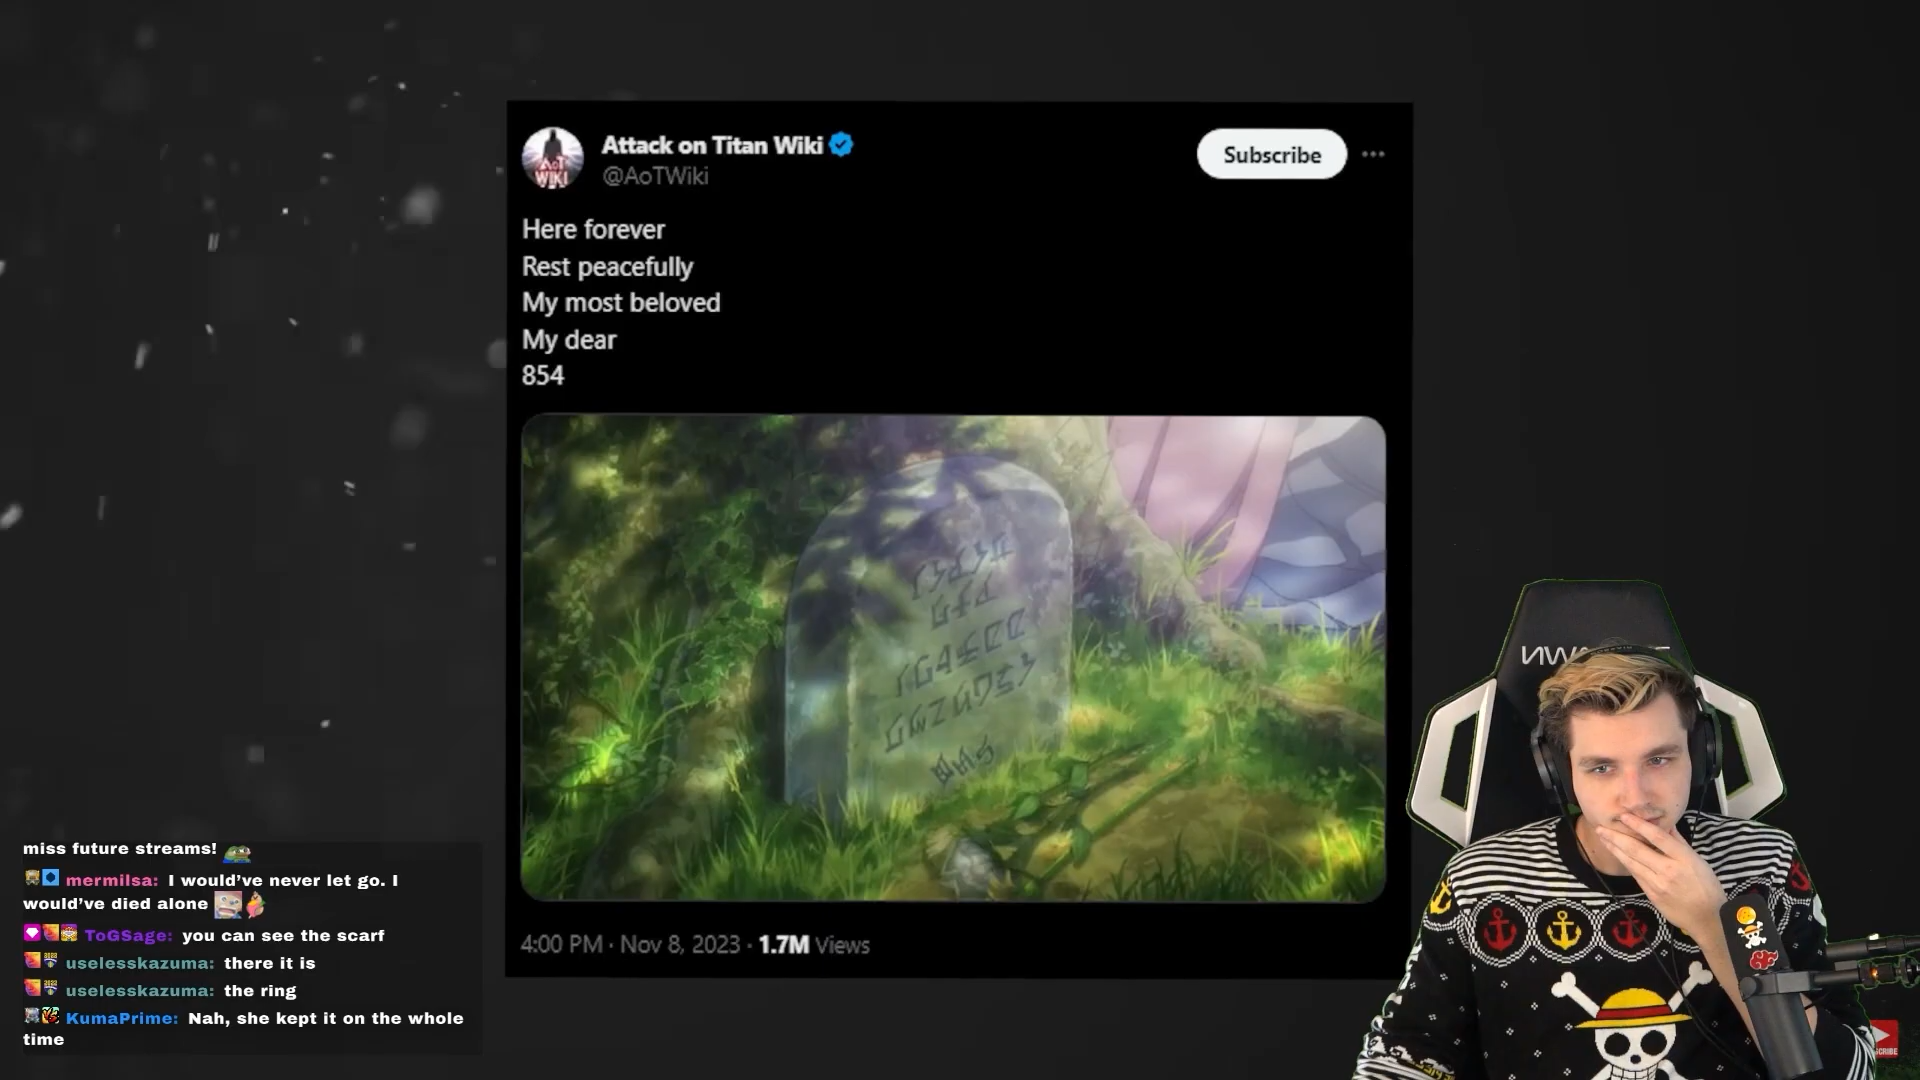 Attack on Titan Wiki
@AoTWiki
Subscribe
Here forever
Rest peacefully
My most beloved
My dear
854
4:00 PM · Nov 8, 2023 · 1.7M Views
miss future streams!
mermilsa: I would've never let go. I
would've died alone
ToGSage: you can see the scarf
uselesskazuma: there it is
uselesskazuma: the ring
KumaPrime: Nah, she kept it on the whole
time
AoT
WIKI